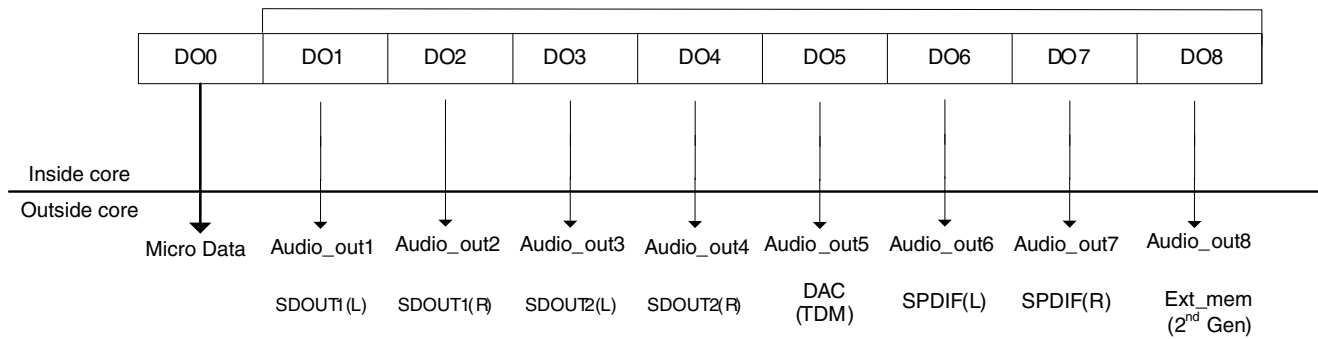 DO0 DO1 DO2 DO3 DO4 DO5 DO6 DO7 DO8
Inside core
Outside core
Micro Data Audio_out1 Audio_out2 Audio_out3 Audio_out4 Audio_out5 Audio_out6 Audio_out7 Audio_out8
SDOUT1(L) SDOUT1(R) SDOUT2(L) SDOUT2(R) DAC SPDIF(L) SPDIF(R) Ext_mem
(TDM) (2nd Gen)